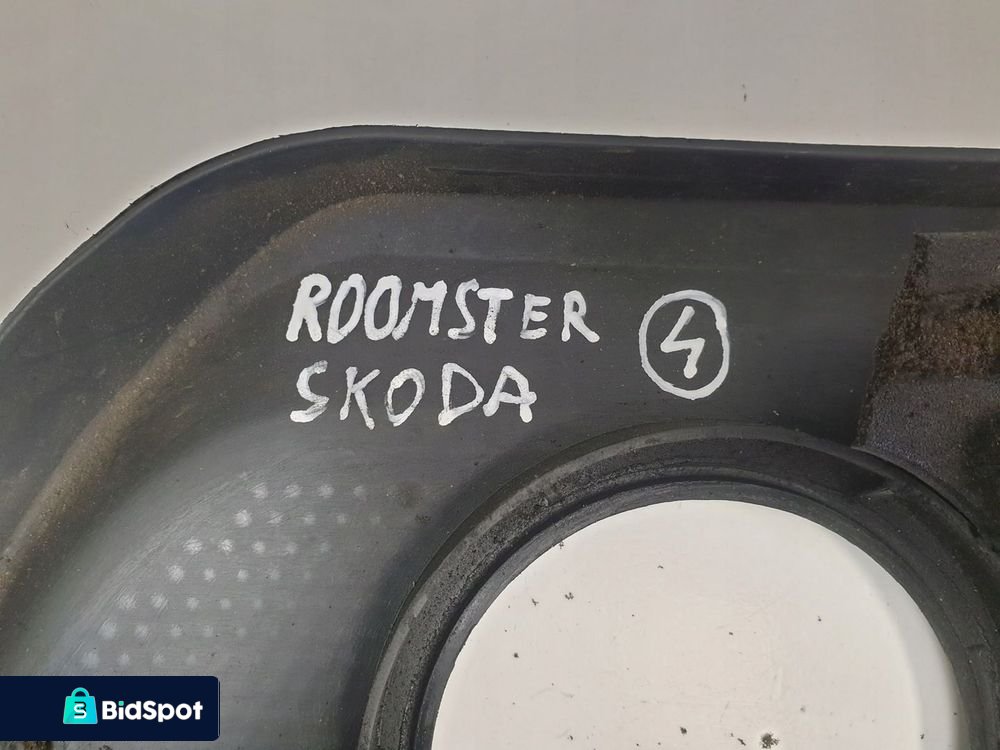 ROOMSTER 4
SKODA
BidSpot